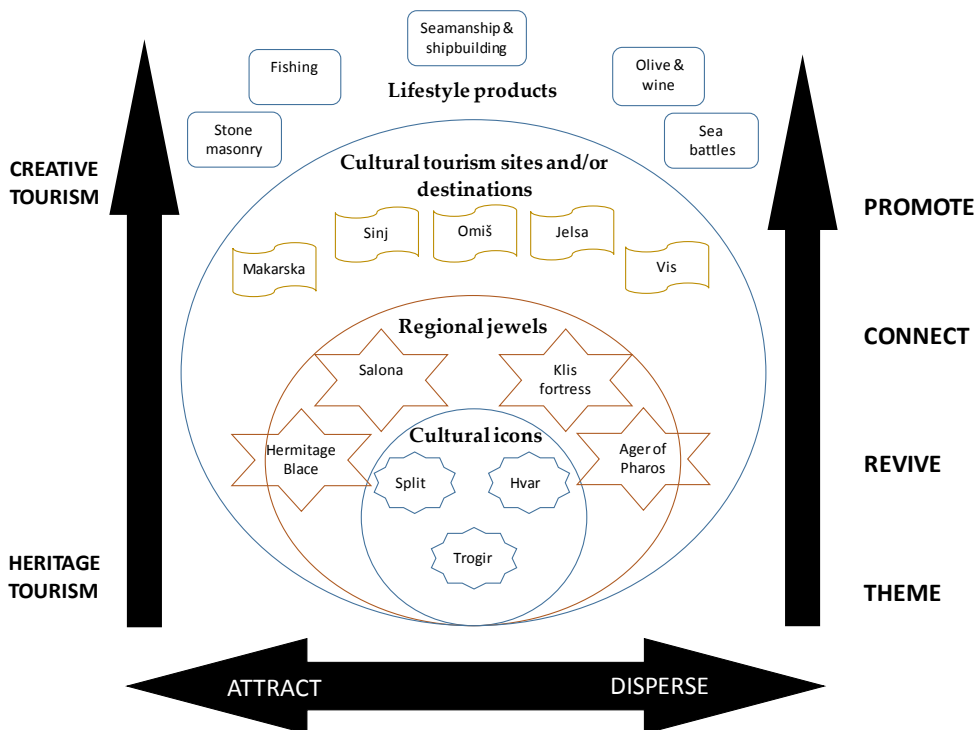 Seamanship &
shipbuilding
Fishing
Olive &
wine
Lifestyle products
Stone
masonry
Sea
battles
CREATIVE
TOURISM
Cultural tourism sites and/or
destinations
PROMOTE
Sinj
Omiš
Jelsa
Makarska
Vis
CONNECT
Regional jewels
Salona
Klis
fortress
Cultural icons
Hermitage
Blace
Ager of
Pharos
REVIVE
Split
Hvar
Trogir
HERITAGE
TOURISM
THEME
ATTRACT
DISPERSE